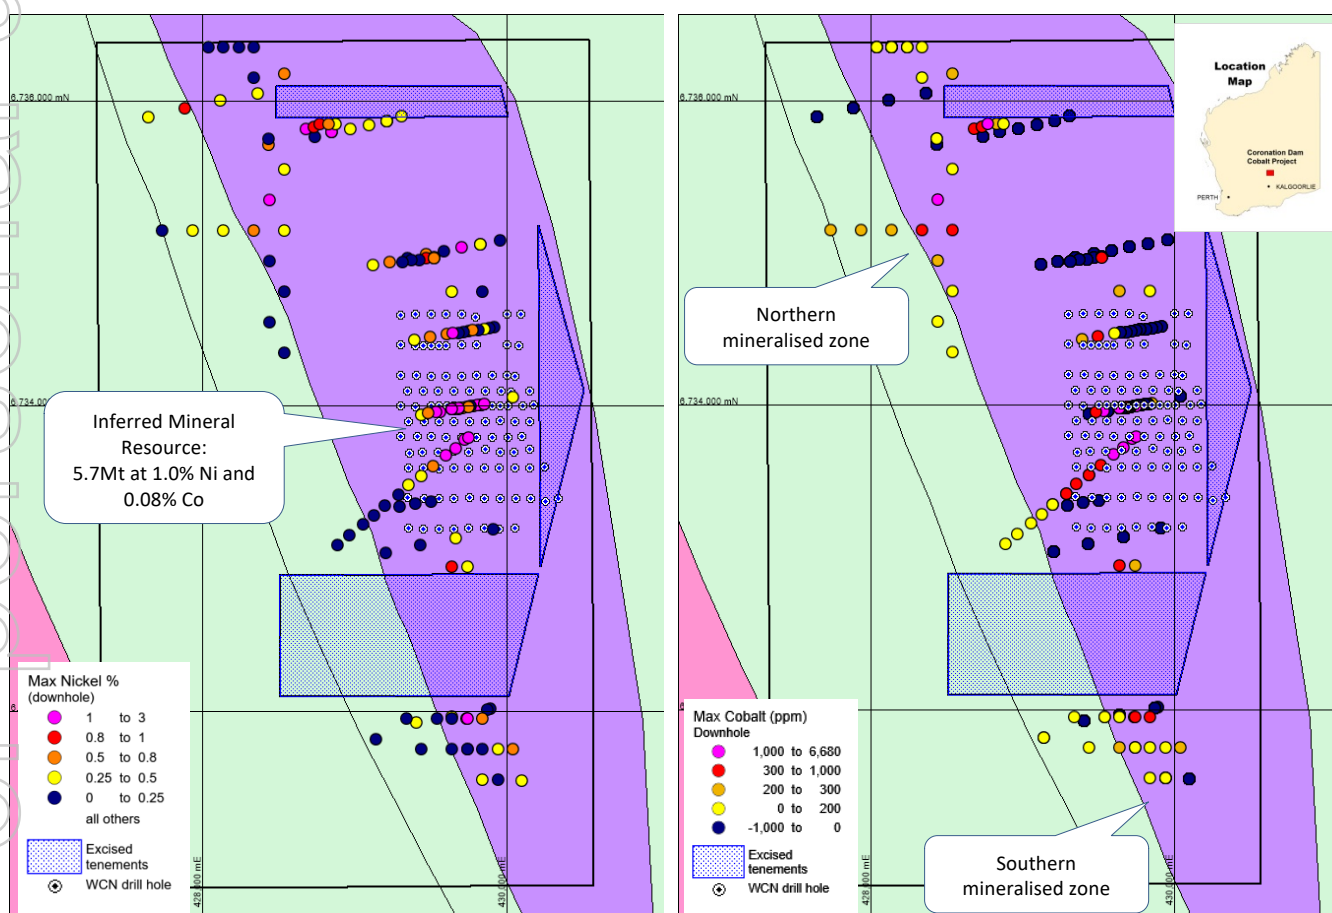 6,736,000 mN
6,734,000 mN
Inferred Mineral
Resource:
5.7Mt at 1.0% Ni and
0.08% Co
Max Nickel %
(downhole)
1 to 3
0.8 to 1
0.5 to 0.8
0.25 to 0.5
0 to 0.25
all others
Excised
tenements
WCN drill hole
428,000 mE
430,000 mE
6,736,000 mN
6,734,000 mN
Location
Map
Coronation Dam
Cobalt Project
KALGOORLIE
PERTH
Northern
mineralised zone
Max Cobalt (ppm)
Downhole
1,000 to 6,680
300 to 1,000
200 to 300
0 to 200
-1,000 to 0
Excised
tenements
WCN drill hole
Southern
mineralised zone
428,000 mE
430,000 mE